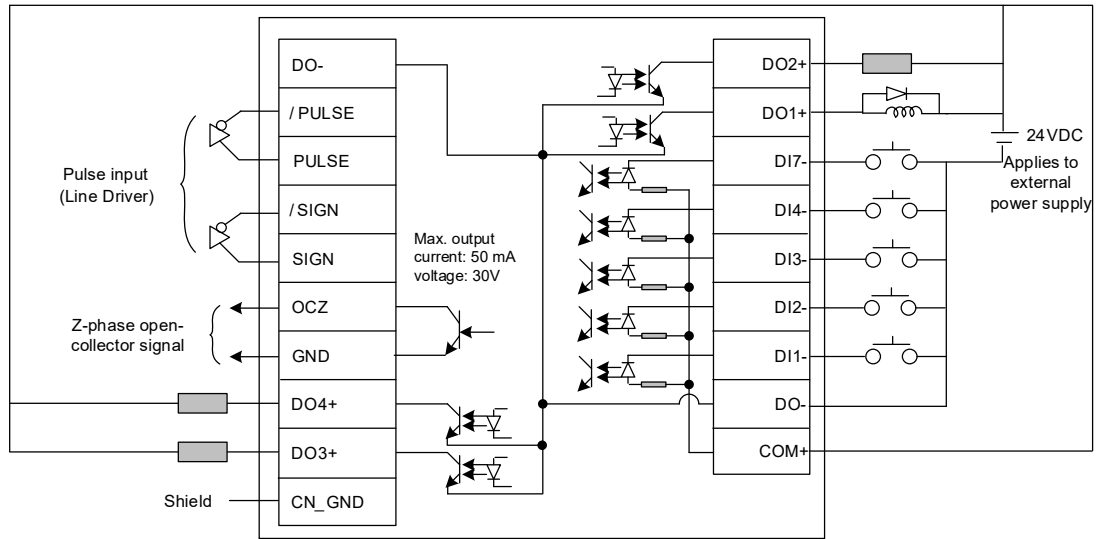 DO-
/PULSE
PULSE
/SIGN
SIGN
OCZ
GND
DO4+
DO3+
CN_GND
Pulse input
(Line Driver)
Z-phase open-
collector signal
Shield
Max. output
current: 50 mA
voltage: 30V
DO2+
DO1+
DI7-
DI4-
DI3-
DI2-
DI1-
DO-
COM+
24VDC
Applies to
external
power supply